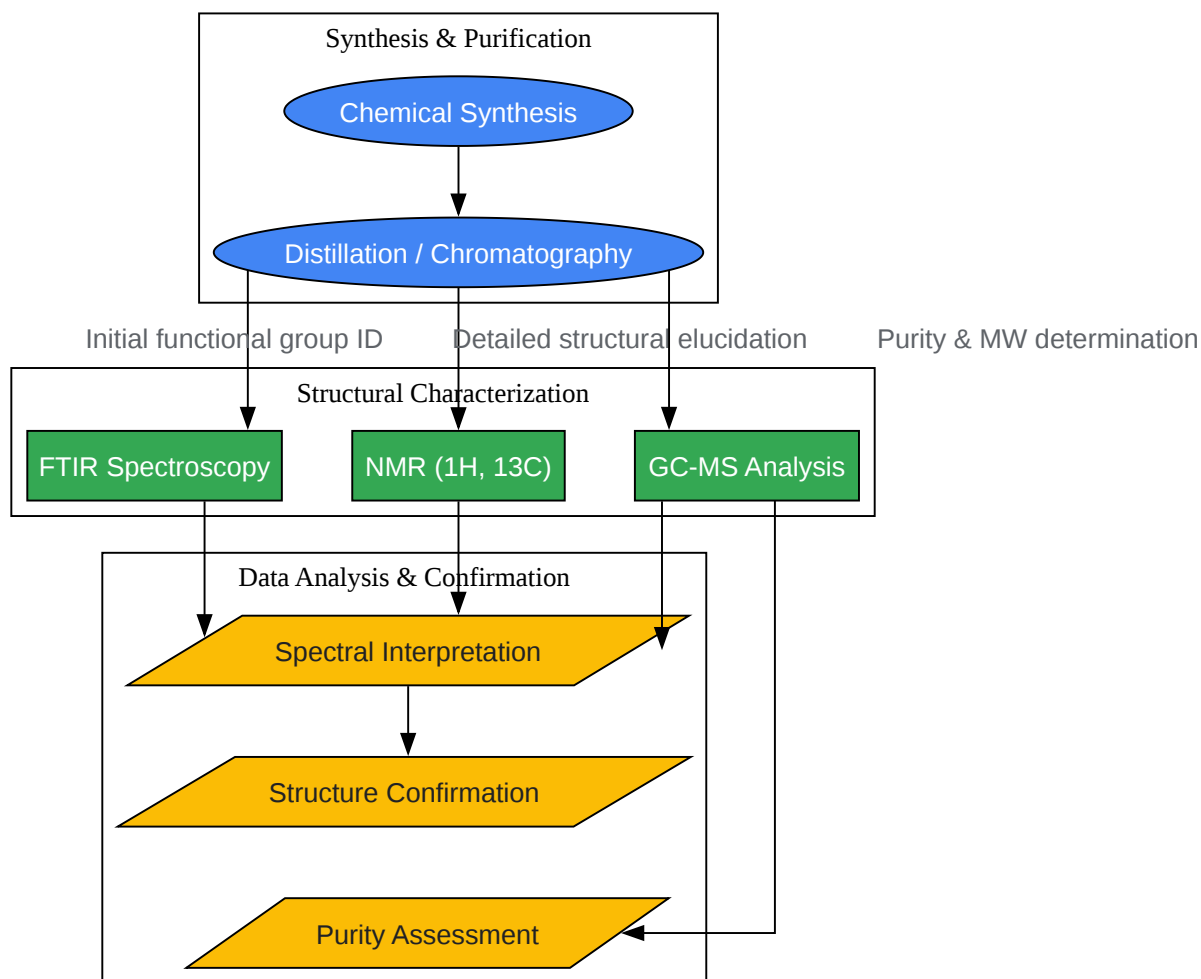 Synthesis & Purification
Chemical Synthesis
Distillation / Chromatography
Initial functional group ID
Detailed structural elucidation
Purity & MW determination
Structural Characterization
FTIR Spectroscopy
NMR (1H, 13C)
GC-MS Analysis
Data Analysis & Confirmation
Spectral Interpretation
Structure Confirmation
Purity Assessment